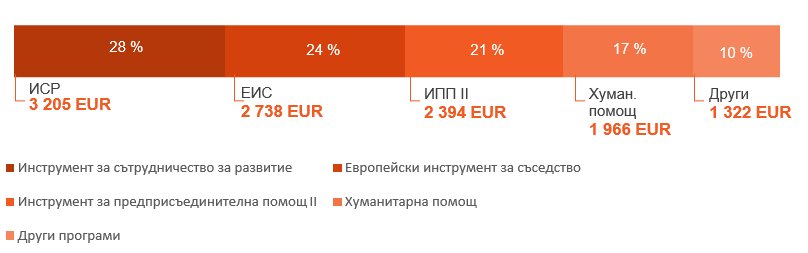 28 %
24 %
21 %
17 %
10 %
ИСР
3 205 EUR
ЕИС
2 738 EUR
ИПП II
2 394 EUR
Хуман.
помощ
1 966 EUR
Други
1 322 EUR
Инструмент за сътрудничество за развитие
Европейски инструмент за съседство
Инструмент за предприсъединителна помощ II
Хуманитарна помощ
Други програми